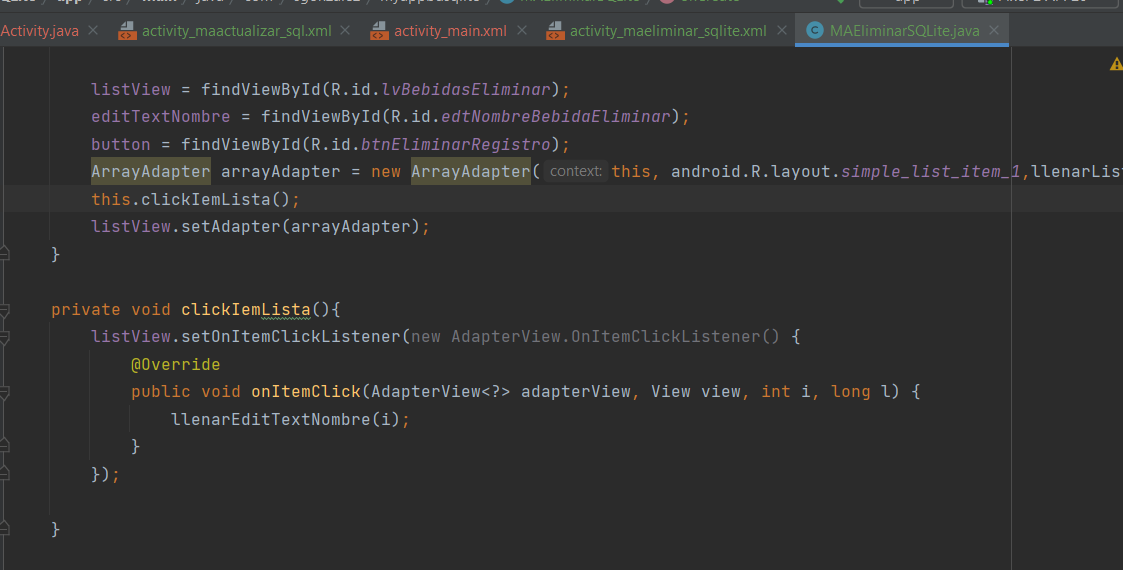 app
Activity.java activity_maactualizar_sql.xml activity_main.xml activity_maeliminar_sqlite.xml MAEliminarSQLite.java
listView = findViewById(R.id.lvBebidasEliminar);
editTextNombre = findViewById(R.id.edtNombreBebidaEliminar);
button = findViewById(R.id.btnEliminarRegistro);
ArrayAdapter arrayAdapter = new ArrayAdapter( context: this, android.R.layout.simple_list_item_1,llenarList
this.clickIemLista();
listView.setAdapter(arrayAdapter);
}
private void clickIemLista(){
listView.setOnItemClickListener(new AdapterView.OnItemClickListener() {
@Override
public void onItemClick(AdapterView<?> adapterView, View view, int i, long l) {
llenarEditTextNombre(i);
}
});
}